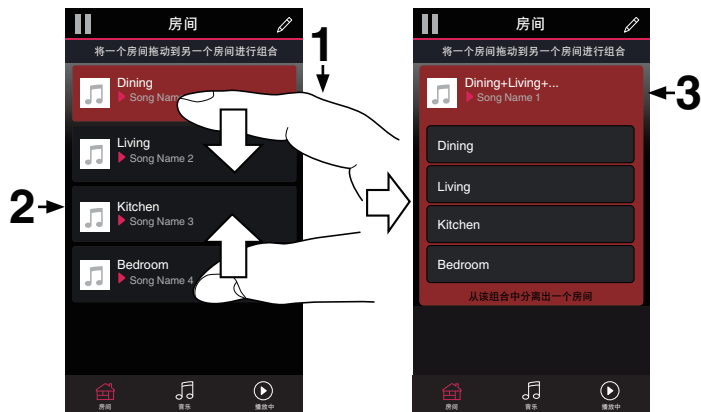 房间
将一个房间拖动到另一个房间进行组合
1
Dining
Song Nam
Living
Song Name 2
2
Kitchen
Song Name 3
Bedroom
Song Name 4
房间
音乐
播放中
房间
将一个房间拖动到另一个房间进行组合
Dining+Living+...
Song Name 1
3
Dining
Living
Kitchen
Bedroom
从该组合中分离出一个房间
房间
音乐
播放中